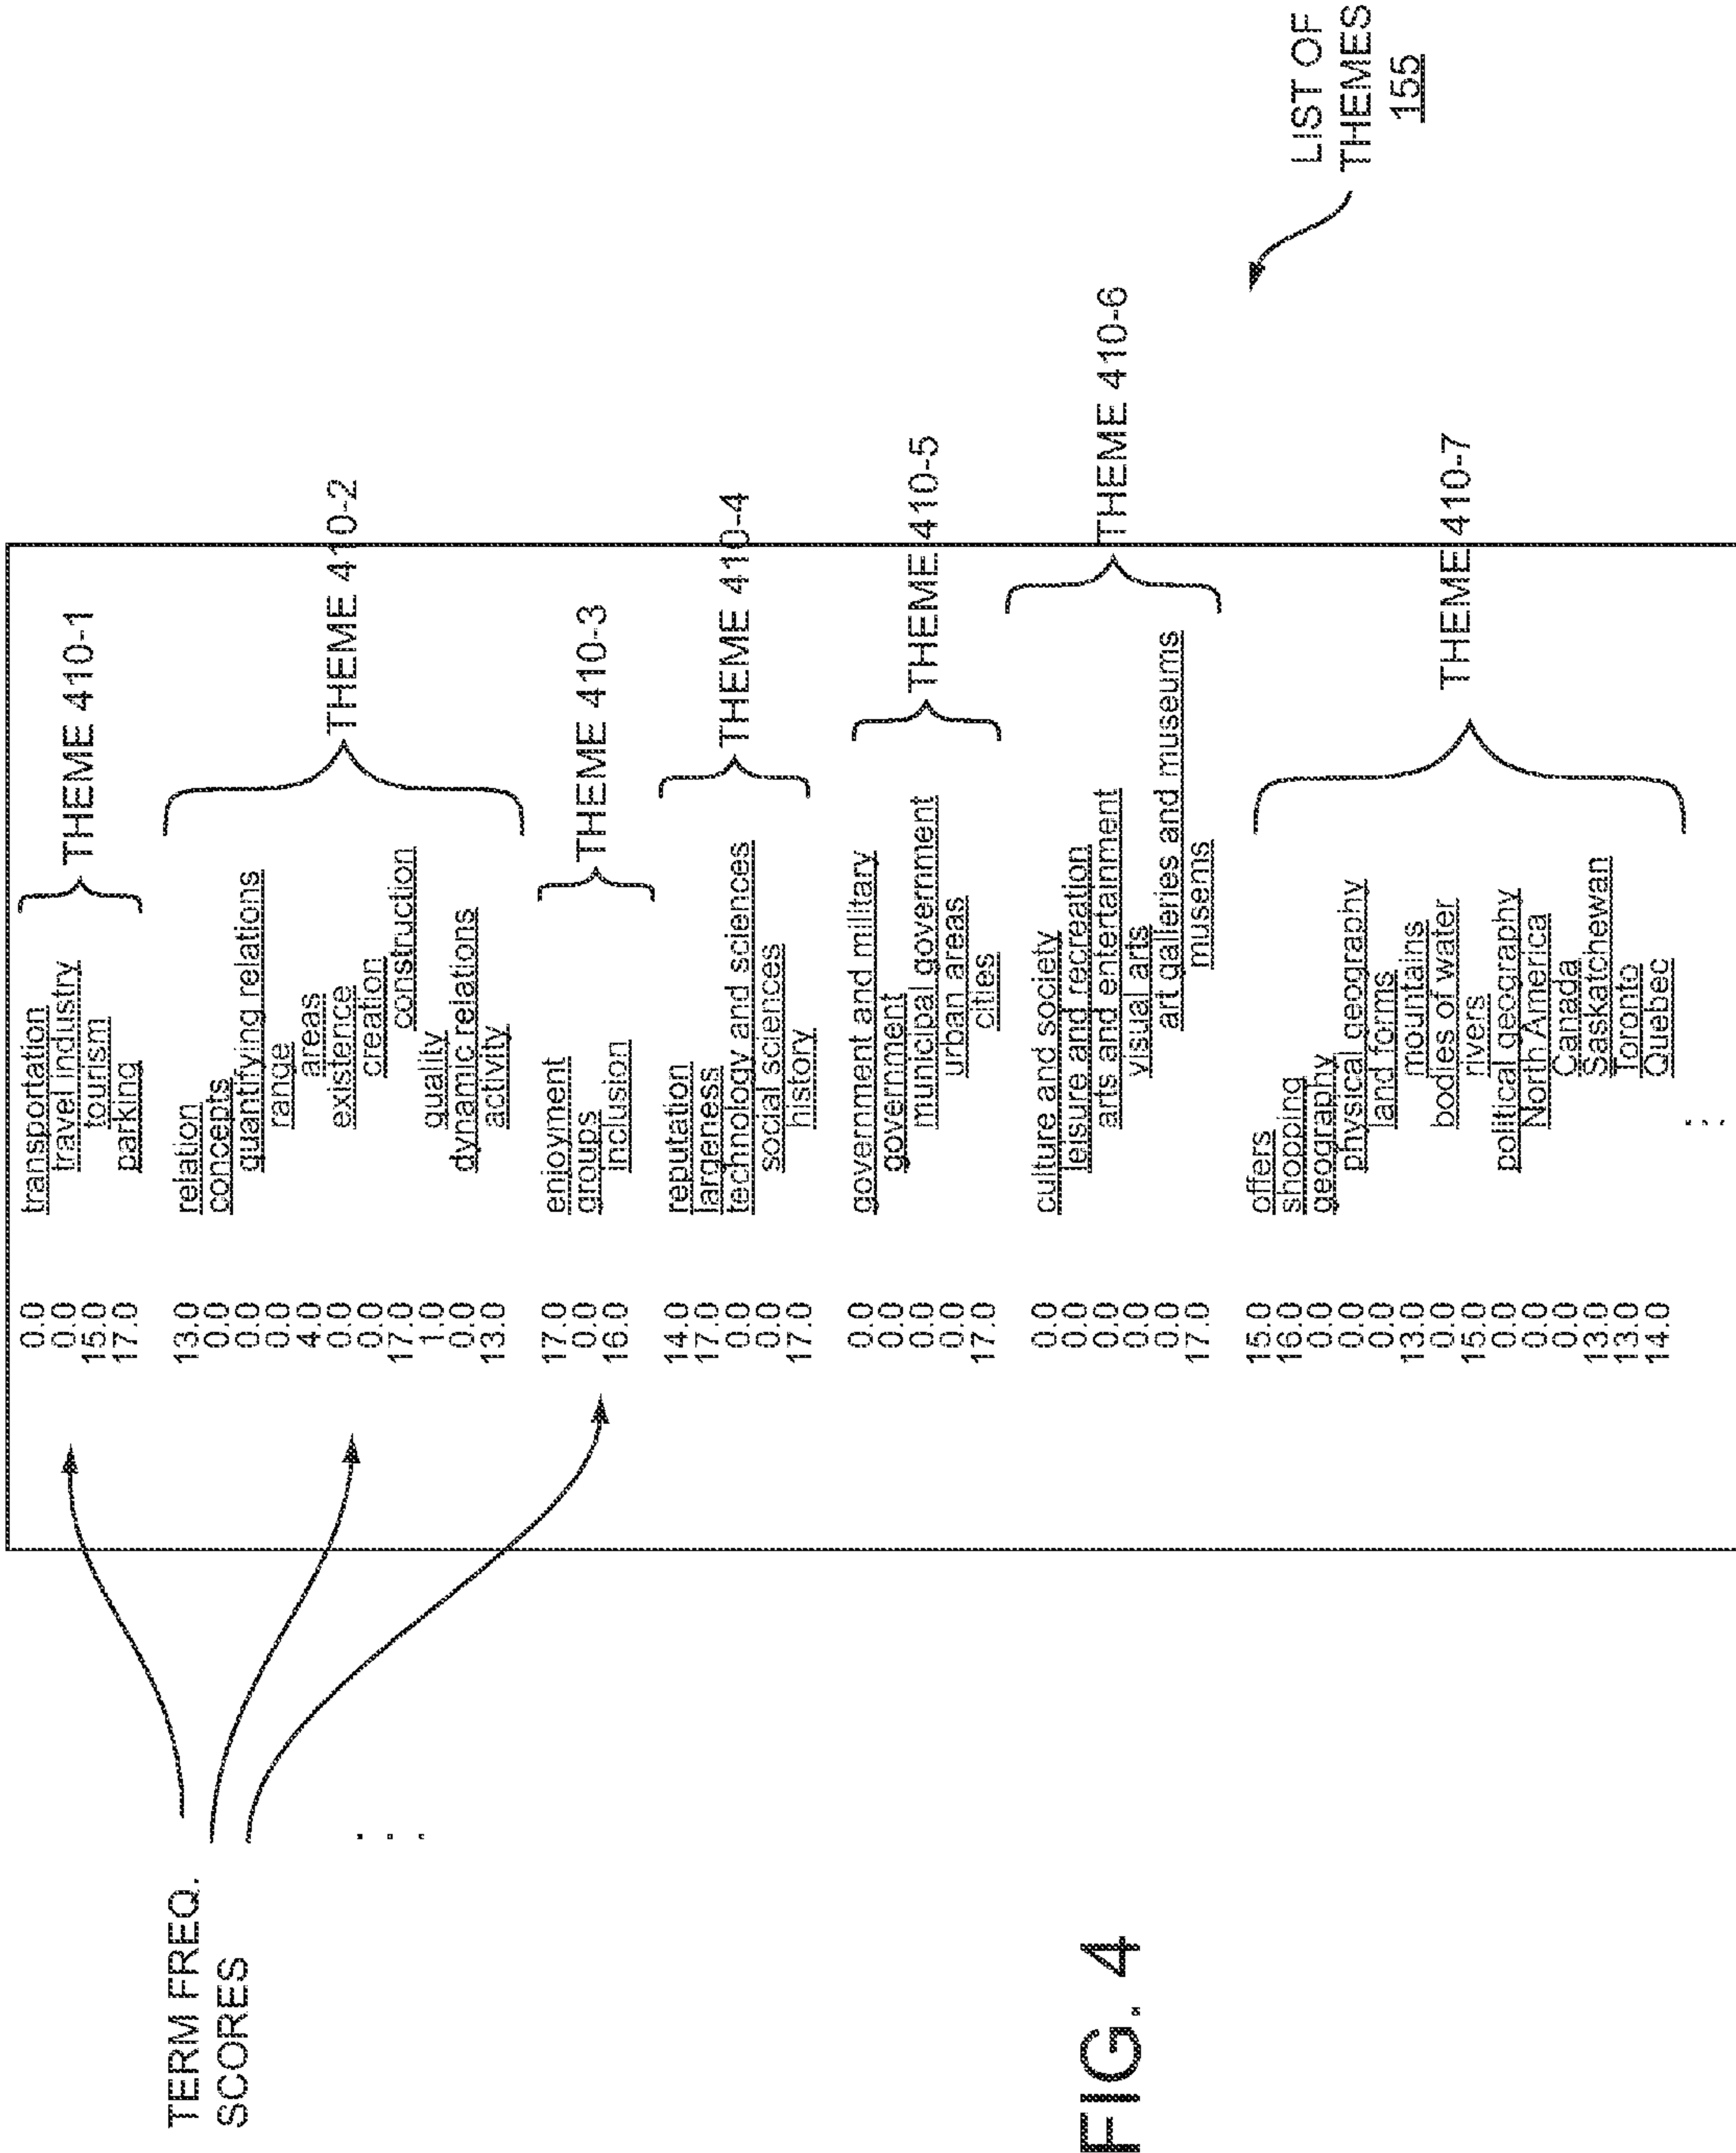 TERM FREQ.
SCORES
. . .
0.0 transportation
0.0 travel industry
15.0 tourism
17.0 parking
THEME 410-1
13.0 relation
0.0 concepts
0.0 quantifying relations
0.0 range
4.0 areas
0.0 existence
0.0 creation
17.0 construction
1.0 quality
0.0 dynamic relations
13.0 activity
THEME 410-2
17.0 enjoyment
0.0 groups
16.0 inclusion
THEME 410-3
14.0 reputation
17.0 largeness
0.0 technology and sciences
0.0 social sciences
17.0 history
THEME 410-4
0.0 government and military
0.0 government
0.0 municipal government
0.0 urban areas
17.0 cities
THEME 410-5
0.0 culture and society
0.0 leisure and recreation
0.0 arts and entertainment
0.0 visual arts
0.0 art galleries and museums
17.0 musens
THEME 410-6
15.0 offers
16.0 shopping
0.0 geography
0.0 physical geography
0.0 land forms
13.0 mountains
0.0 bodies of water
15.0 rivers
0.0 political geography
0.0 North America
0.0 Canada
13.0 Saskatchewan
13.0 Toronto
14.0 Quebec
THEME 410-7
. . .
LIST OF
THEMES
155
FIG. 4